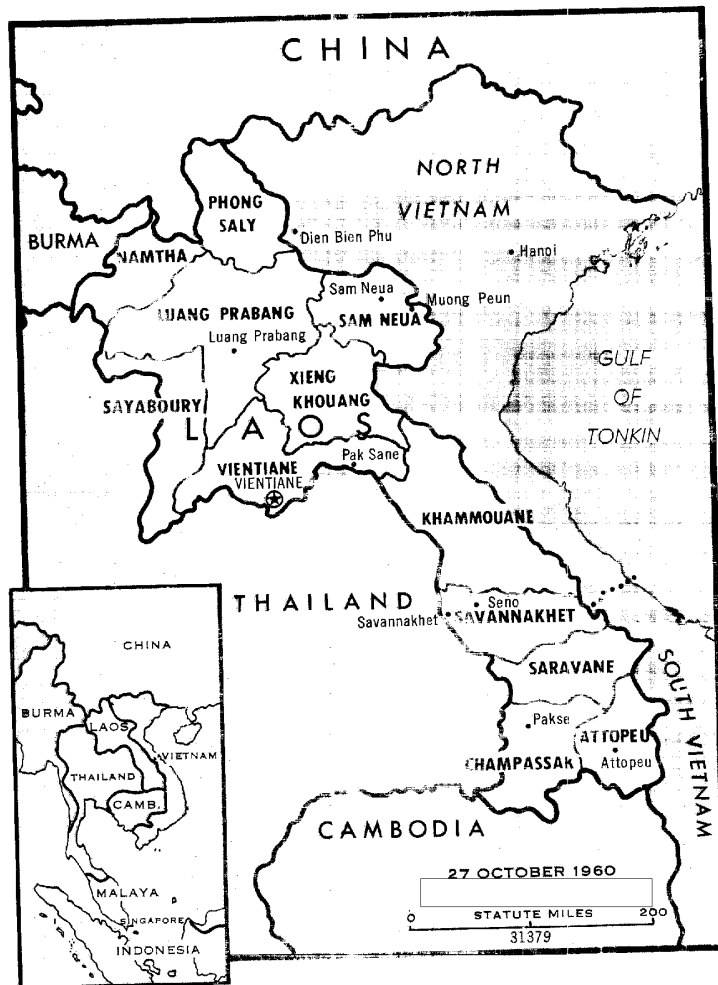 CHINA
NORTH
VIETNAM
PHONG
SALY
BURMA
NAMTHA
Dien Bien Phu
Hanoi
Sam Neua
Muong Peun
LUANG PRABANG
SAM NEUA
Luang Prabang
XIENG
KHOUANG
GULF
OF
TONKIN
SAYABOURY
LAOS
Pak Sane
VIENTIANE
VIENTIANE
KHAMMOUANE
THAILAND
Seno
Savannakhet
SAVANNAKHET
SARAVANE
SOUTH VIETNAM
Pakse
ATTOPEU
Attopeu
CHAMPASSAK
CAMBODIA
27 OCTOBER 1960
0 STATUTE MILES 200
31379
CHINA
BURMA
LAOS
VIETNAM
THAILAND
CAMB.
MALAYA
SINGAPORE
INDONESIA